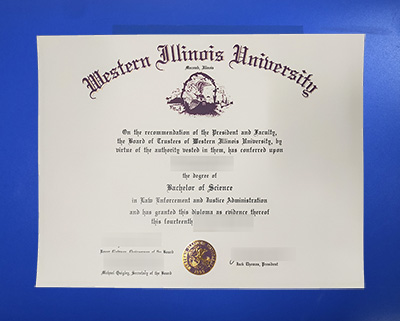 Western Illinois University
Macomb, Illinois
On the recommendation of the President and Faculty,
the Board of Trustees of Western Illinois University, by
virtue of the authority vested in them, has conferred upon
the degree of
Bachelor of Science
in Law Enforcement and Justice Administration
and has granted this diploma as evidence thereof
this fourteenth
of the Board
Michael Quigley, Secretary of the Board
Jack Thomas, President